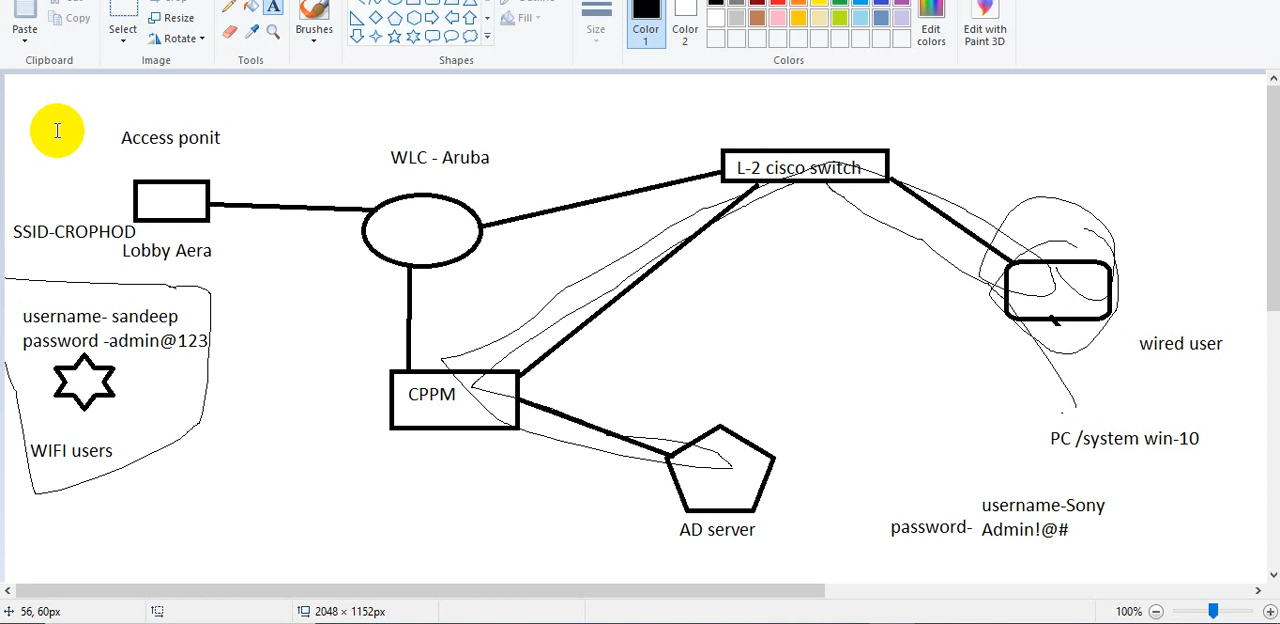 Paste
Copy
Clipboard
Select
Resize
Rotate
Image
Tools
Brushes
Fill
Shapes
Size
Color 1
Color 2
Edit colors
Colors
Edit with Paint 3D
Access ponit
WLC - Aruba
L-2 cisco switch
SSID-CROPHOD
Lobby Aera
username- sandeep
password -admin@123
WIFI users
CPPM
AD server
wired user
PC /system win-10
username-Sony
password- Admin!@#
56, 60px
2048 × 1152px
100%